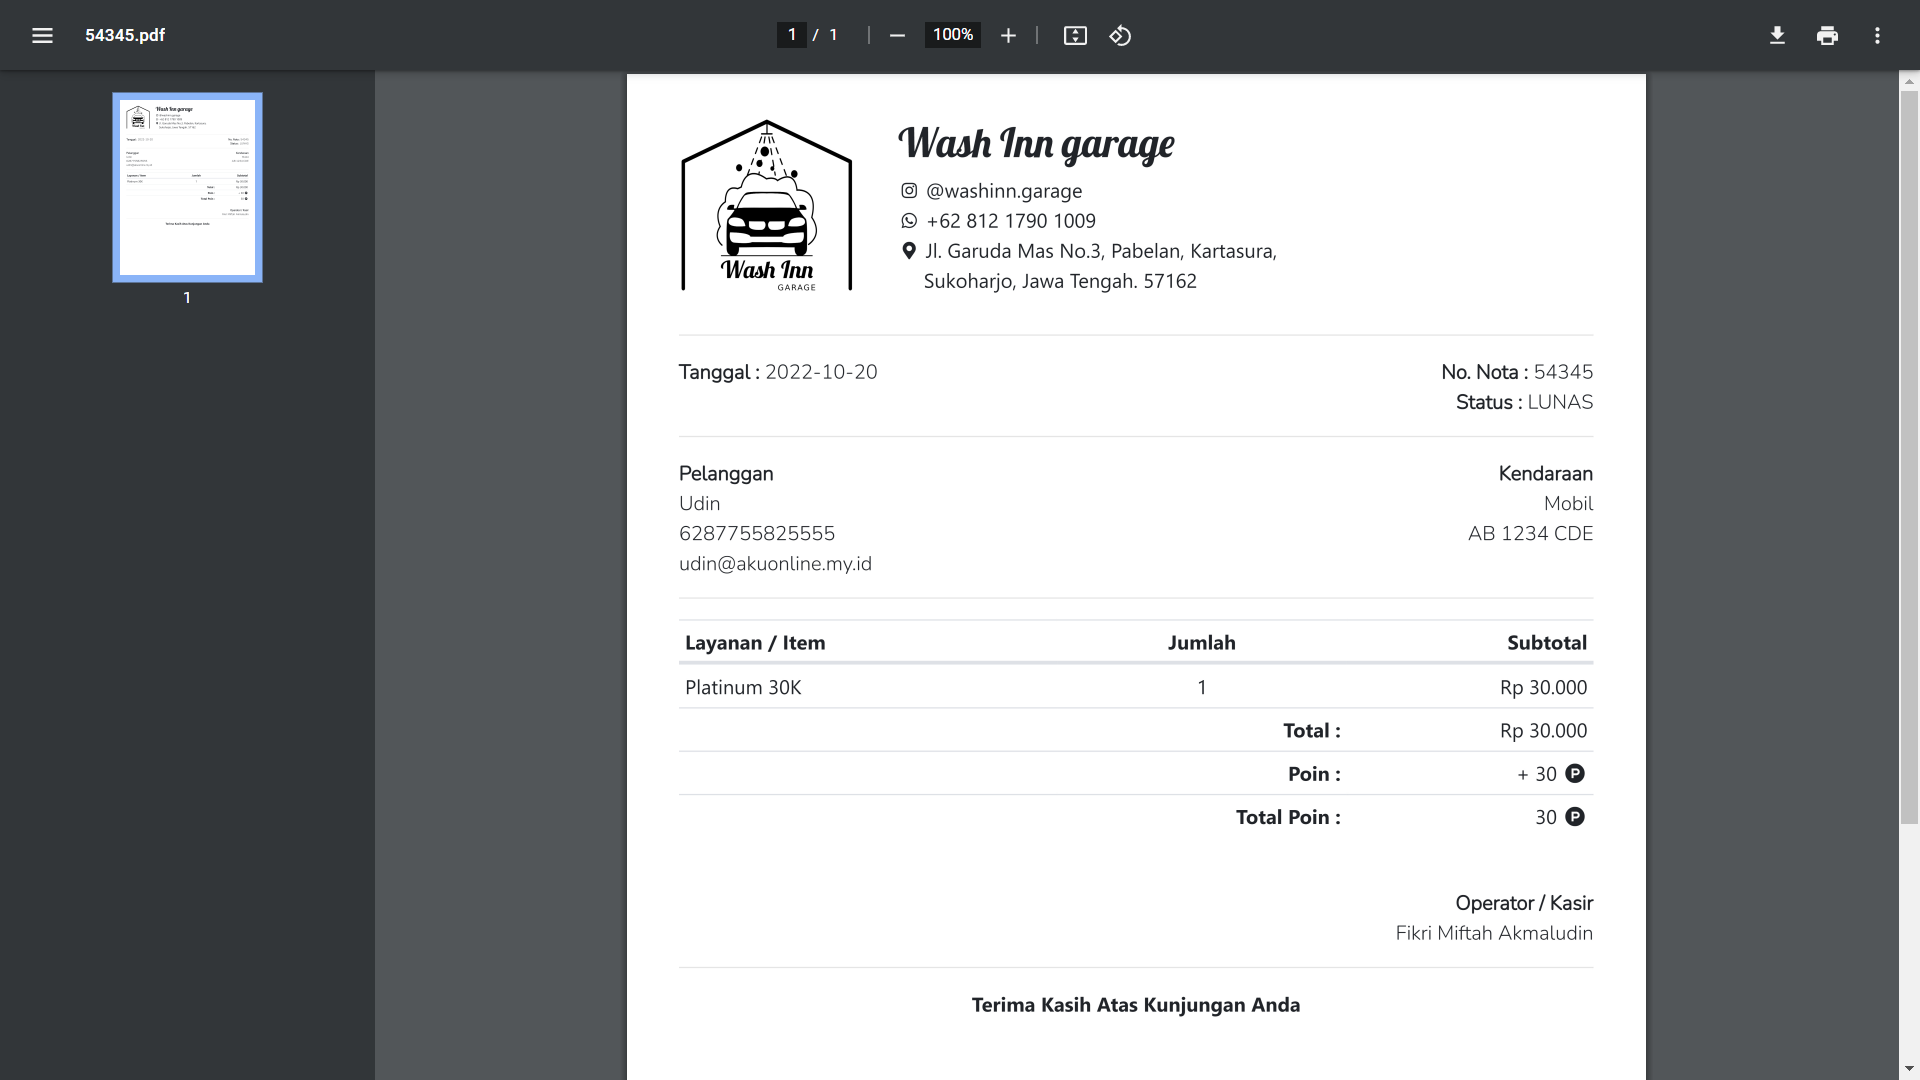 54345.pdf
1 / 1
100%
1
Wash Inn
GARAGE
Wash Inn garage
@washinn.garage
+62 812 1790 1009
Jl. Garuda Mas No.3, Pabelan, Kartasura,
Sukoharjo, Jawa Tengah. 57162
Tanggal : 2022-10-20
No. Nota : 54345
Status : LUNAS
Pelanggan
Udin
6287755825555
udin@akuonline.my.id
Kendaraan
Mobil
AB 1234 CDE
Layanan / Item Jumlah Subtotal
Platinum 30K 1 Rp 30.000
Total : Rp 30.000
Poin : + 30 P
Total Poin : 30 P
Operator / Kasir
Fikri Miftah Akmaludin
Terima Kasih Atas Kunjungan Anda